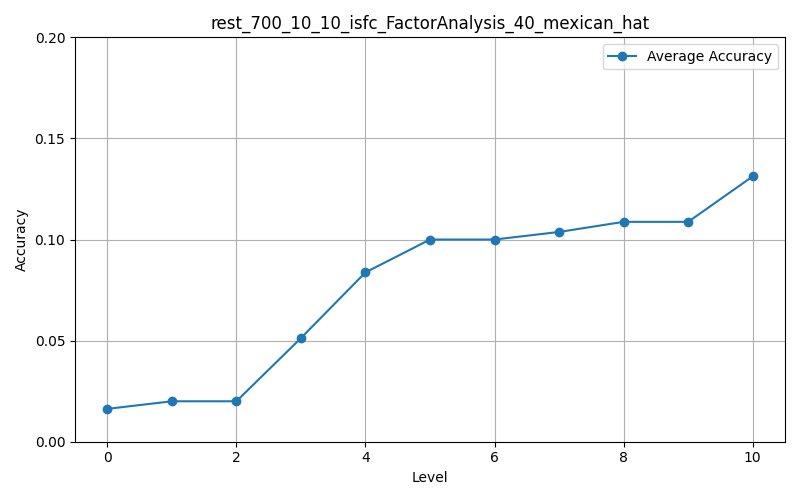 rest_700_10_10_isfc_FactorAnalysis_40_mexican_hat
Average Accuracy
0.20
0.15
0.10
0.05
0.00
Accuracy
0 2 4 6 8 10
Level